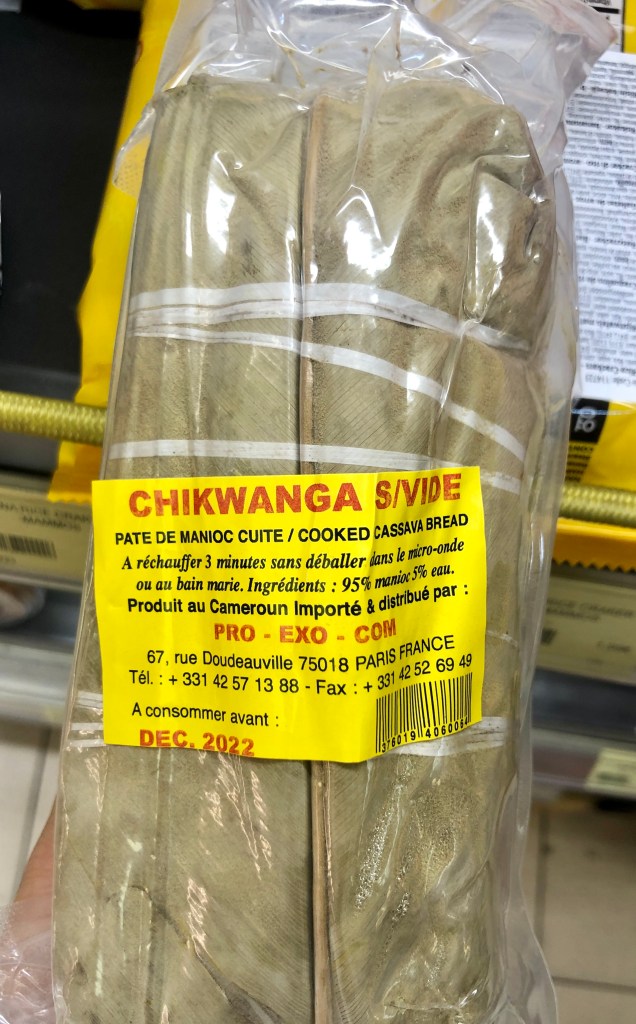 CHIKWANGA S/VIDE
PATE DE MANIOC CUITE / COOKED CASSAVA BREAD
A réchauffer 3 minutes sans déballer dans le micro-onde
ou au bain marie. Ingrédients : 95% manioc 5% eau.
Produit au Cameroun Importé & distribué par :
PRO - EXO - COM
67, rue Doudeauville 75018 PARIS FRANCE
Tél. : + 331 42 57 13 88 - Fax : + 331 42 52 69 49
A consommer avant :
DEC. 2022